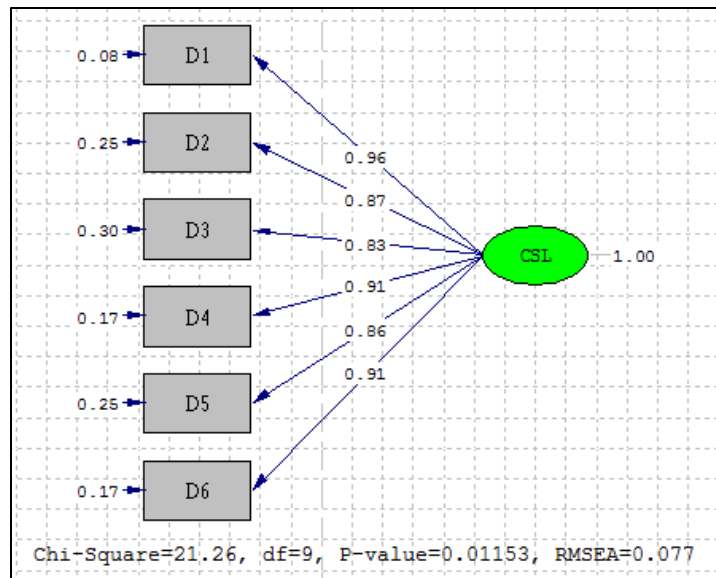 0.08 D1
0.96
0.25 D2
0.87
0.30 D3
0.83
CSL 1.00
0.91
0.17 D4
0.86
0.91
0.25 D5
0.17 D6
Chi-Square=21.26, df=9, P-value=0.01153, RMSEA=0.077